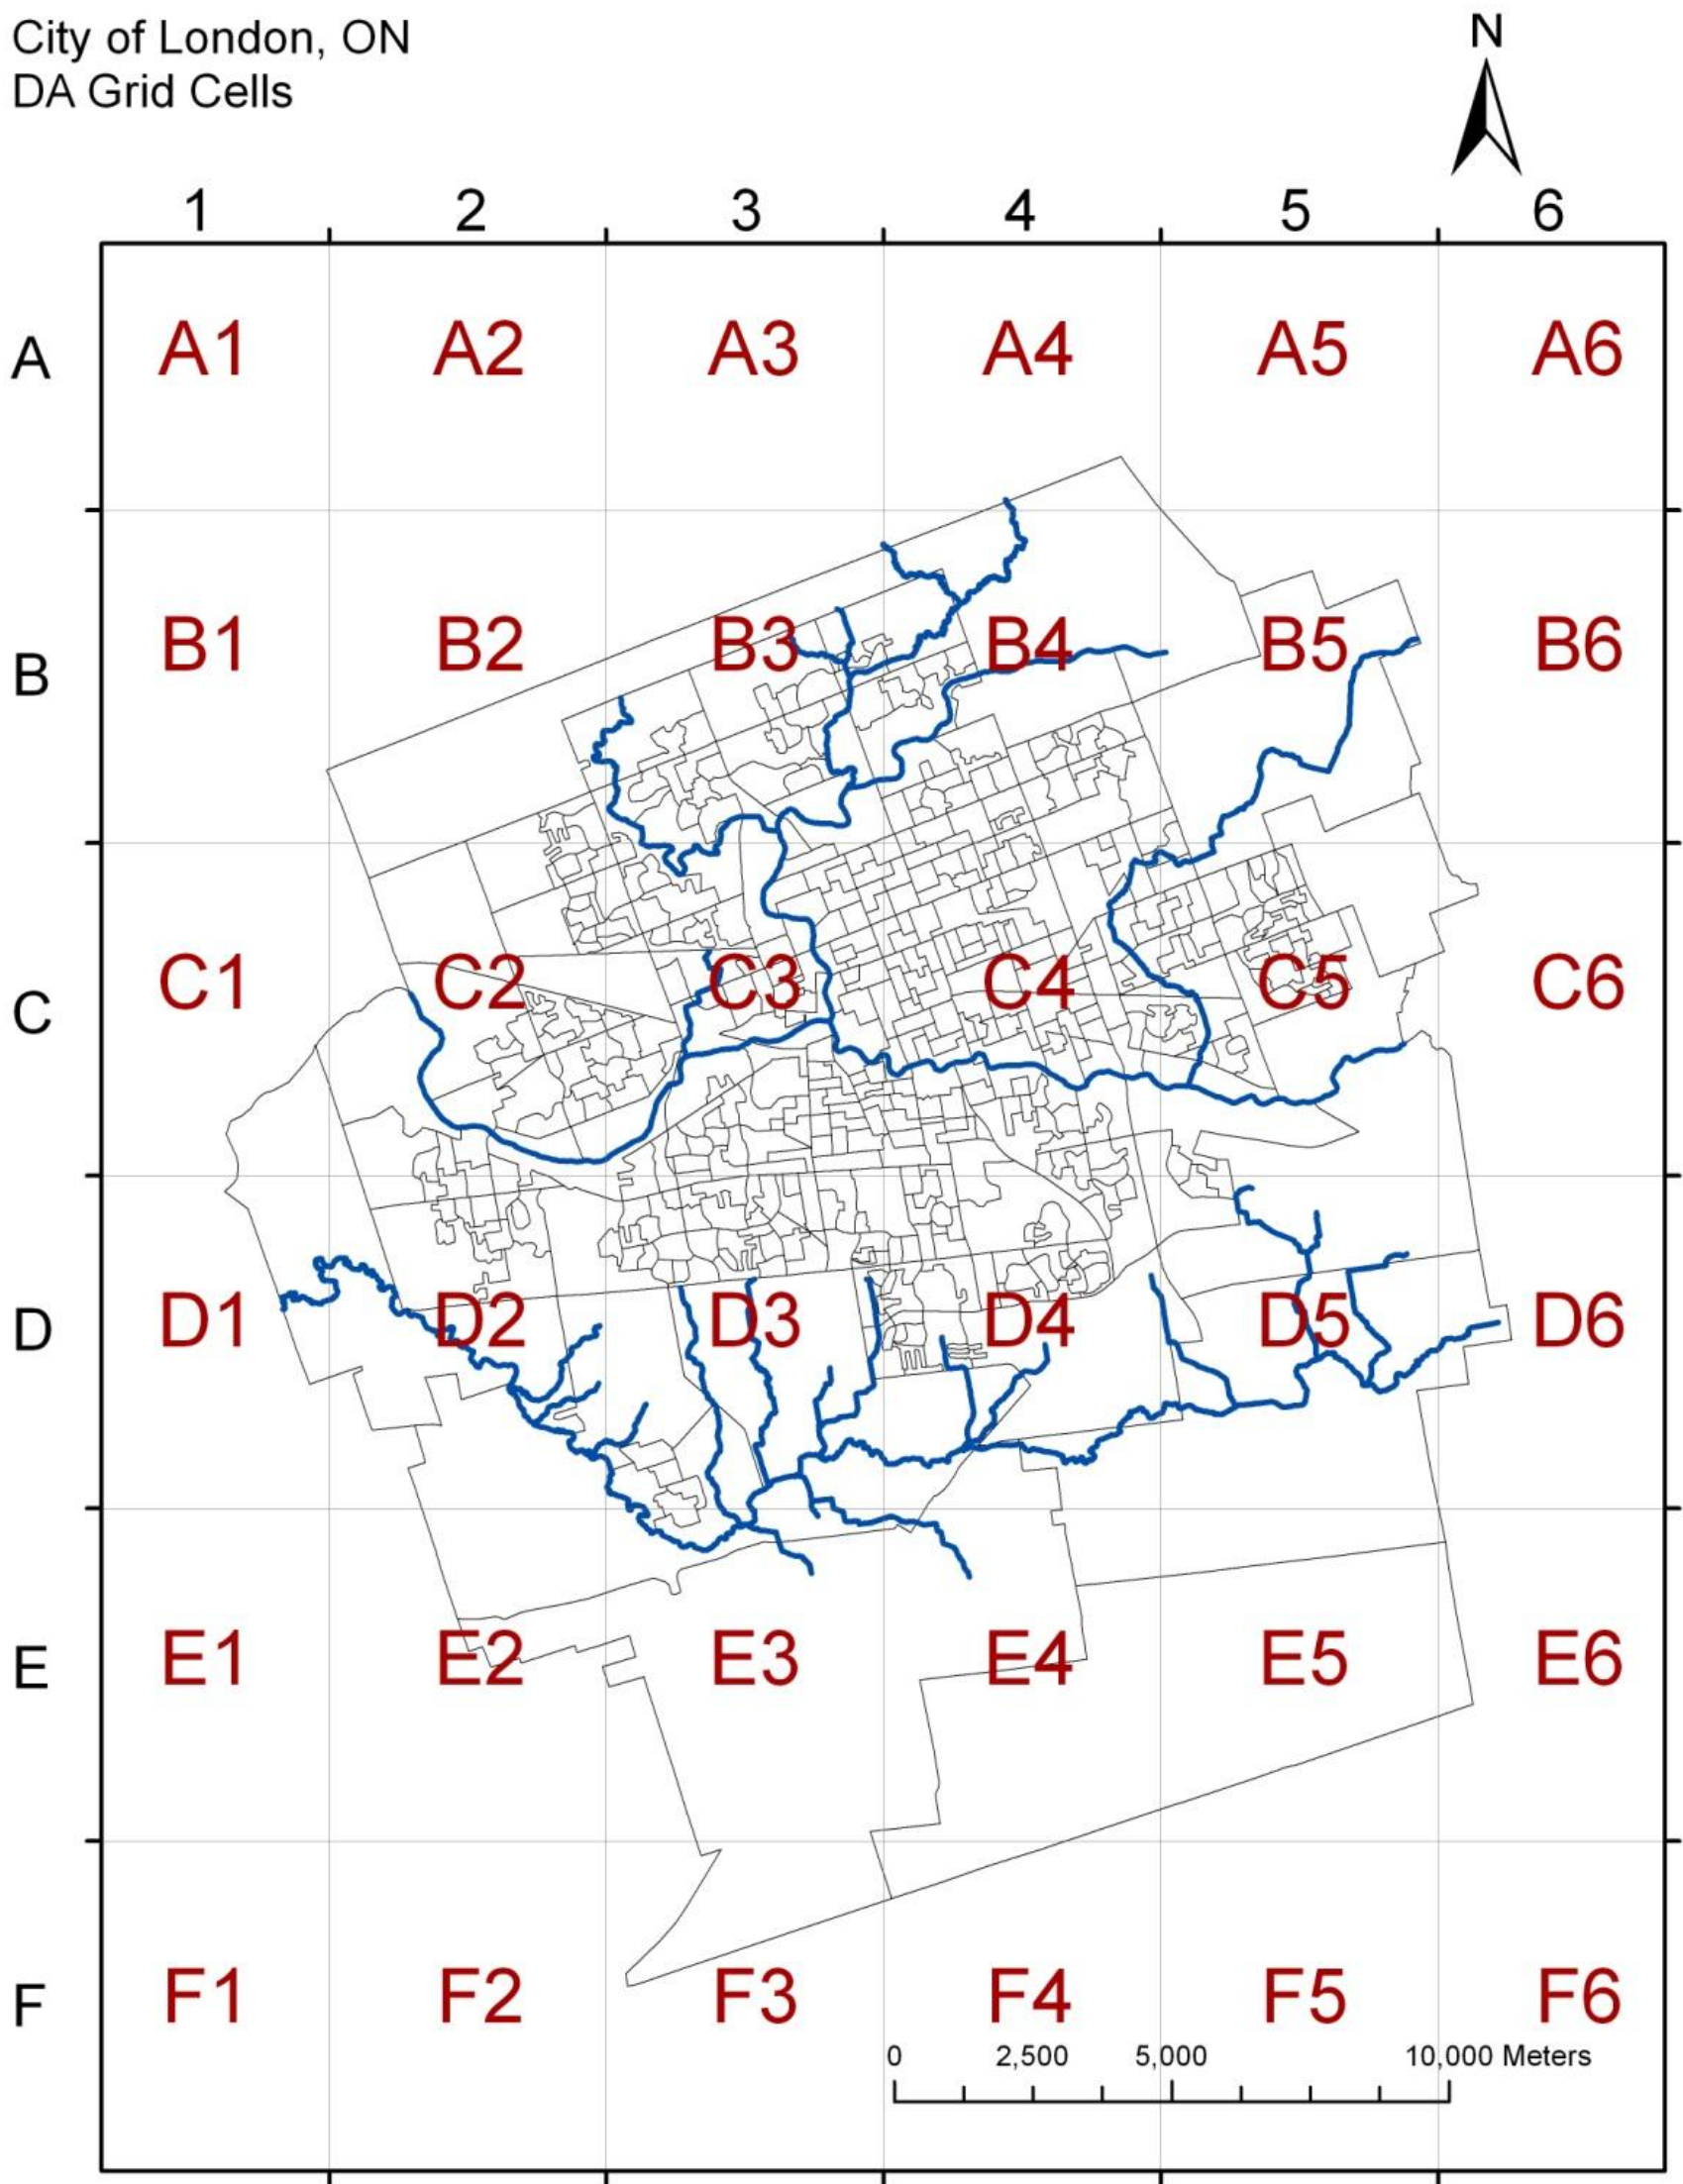 City of London, ON
DA Grid Cells
N
1 2 3 4 5 6
A A1 A2 A3 A4 A5 A6
B B1 B2 B3 B4 B5 B6
C C1 C2 C3 C4 C5 C6
D D1 D2 D3 D4 D5 D6
E E1 E2 E3 E4 E5 E6
F F1 F2 F3 F4 F5 F6
0 2,500 5,000 10,000 Meters